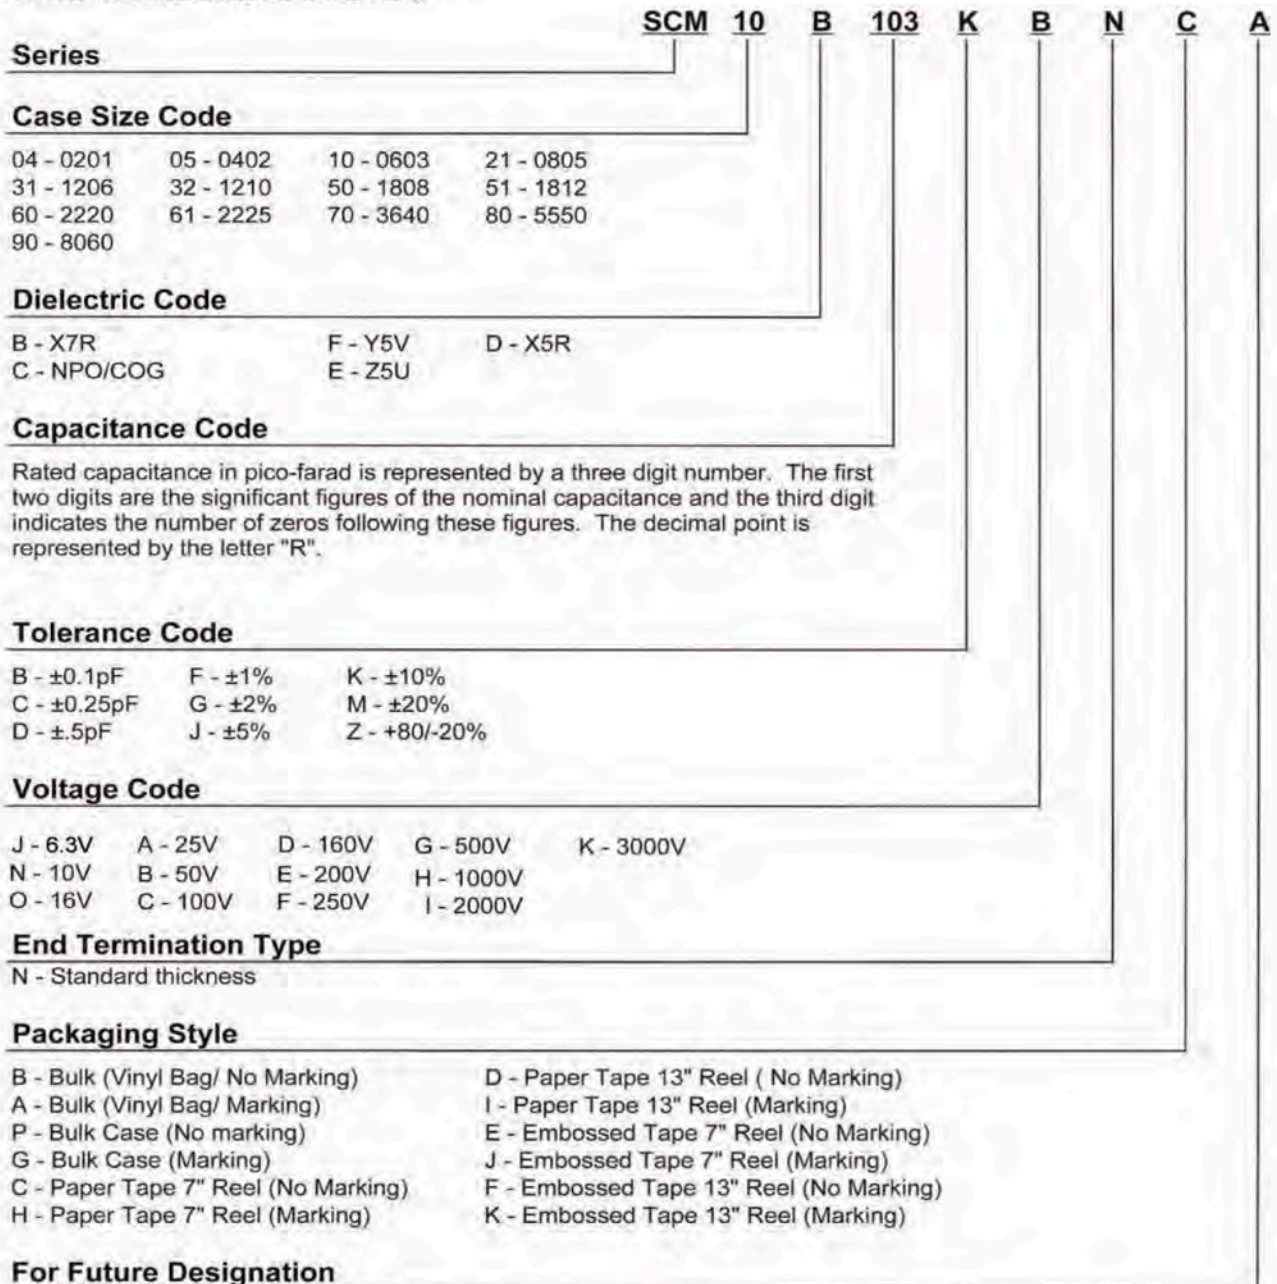 SCM 10 B 103 K B N C A
Series
Case Size Code
04 - 0201 05 - 0402 10 - 0603 21 - 0805
31 - 1206 32 - 1210 50 - 1808 51 - 1812
60 - 2220 61 - 2225 70 - 3640 80 - 5550
90 - 8060
Dielectric Code
B - X7R F - Y5V D - X5R
C - NPO/COG E - Z5U
Capacitance Code
Rated capacitance in pico-farad is represented by a three digit number. The first
two digits are the significant figures of the nominal capacitance and the third digit
indicates the number of zeros following these figures. The decimal point is
represented by the letter "R".
Tolerance Code
B - ±0.1pF F - ±1% K - ±10%
C - ±0.25pF G - ±2% M - ±20%
D - ±.5pF J - ±5% Z - +80/-20%
Voltage Code
J - 6.3V A - 25V D - 160V G - 500V K - 3000V
N - 10V B - 50V E - 200V H - 1000V
O - 16V C - 100V F - 250V I - 2000V
End Termination Type
N - Standard thickness
Packaging Style
B - Bulk (Vinyl Bag/ No Marking) D - Paper Tape 13" Reel ( No Marking)
A - Bulk (Vinyl Bag/ Marking) I - Paper Tape 13" Reel (Marking)
P - Bulk Case (No marking) E - Embossed Tape 7" Reel (No Marking)
G - Bulk Case (Marking) J - Embossed Tape 7" Reel (Marking)
C - Paper Tape 7" Reel (No Marking) F - Embossed Tape 13" Reel (No Marking)
H - Paper Tape 7" Reel (Marking) K - Embossed Tape 13" Reel (Marking)
For Future Designation